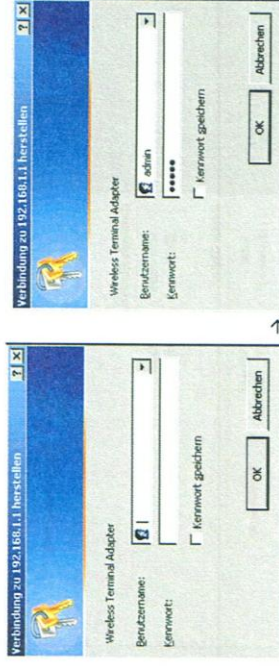 Verbindung zu 192.168.1.1 herstellen
Wireless Terminal Adapter
Benutzername:
Kennwort:
Kennwort speichern
OK
Abbrechen
Verbindung zu 192.168.1.1 herstellen
Wireless Terminal Adapter
Benutzername:
admin
Kennwort:
•••••
Kennwort speichern
OK
Abbrechen